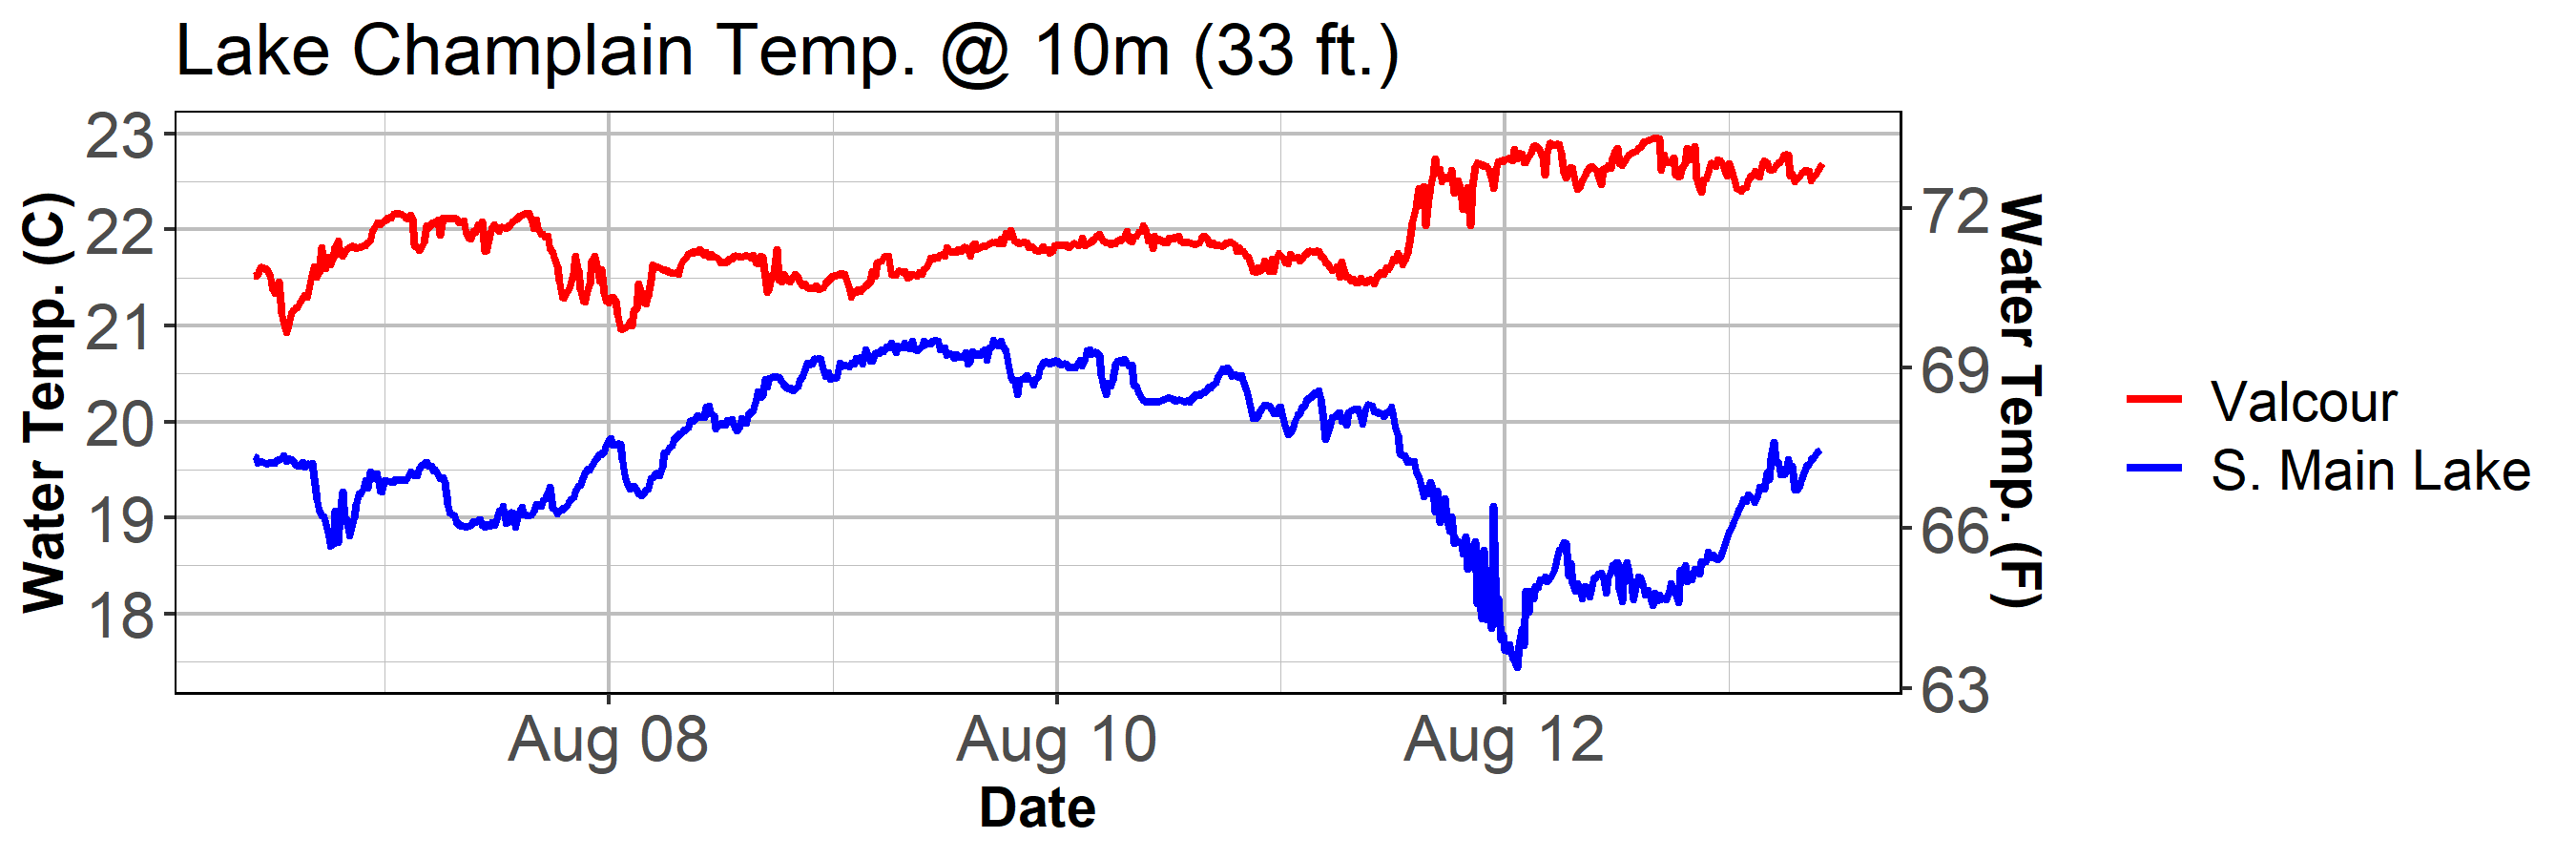 Lake Champlain Temp. @ 10m (33 ft.)
Water Temp. (C)
23
22
21
20
19
18
72
69
66
63
Water Temp. (F)
Aug 08
Aug 10
Aug 12
Date
Valcour
S. Main Lake